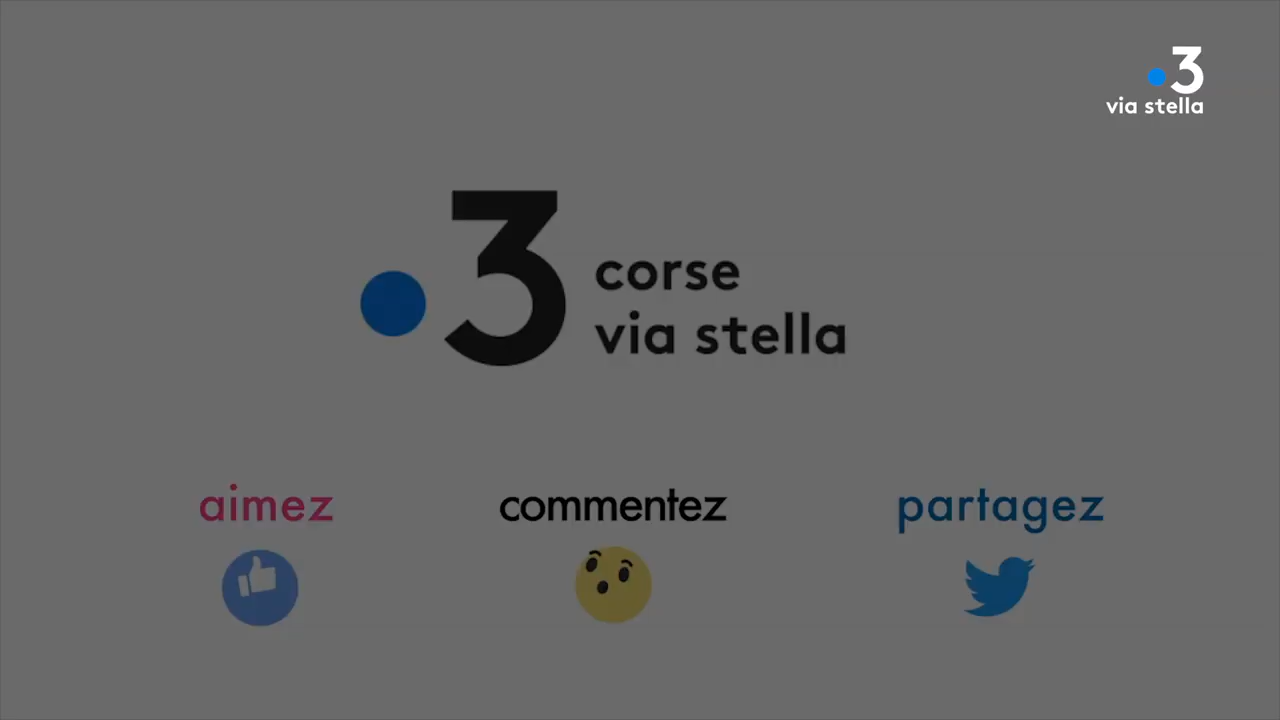 3
via stella
3
corse
via stella
aimez
commentez
partagez